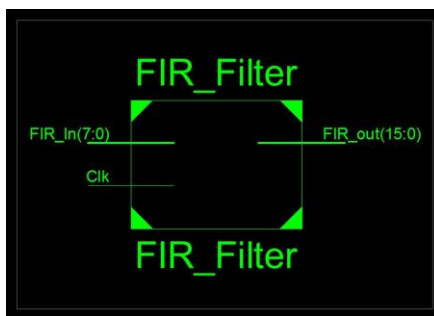 FIR_Filter
FIR_In(7:0)
FIR_out(15:0)
Clk
FIR_Filter